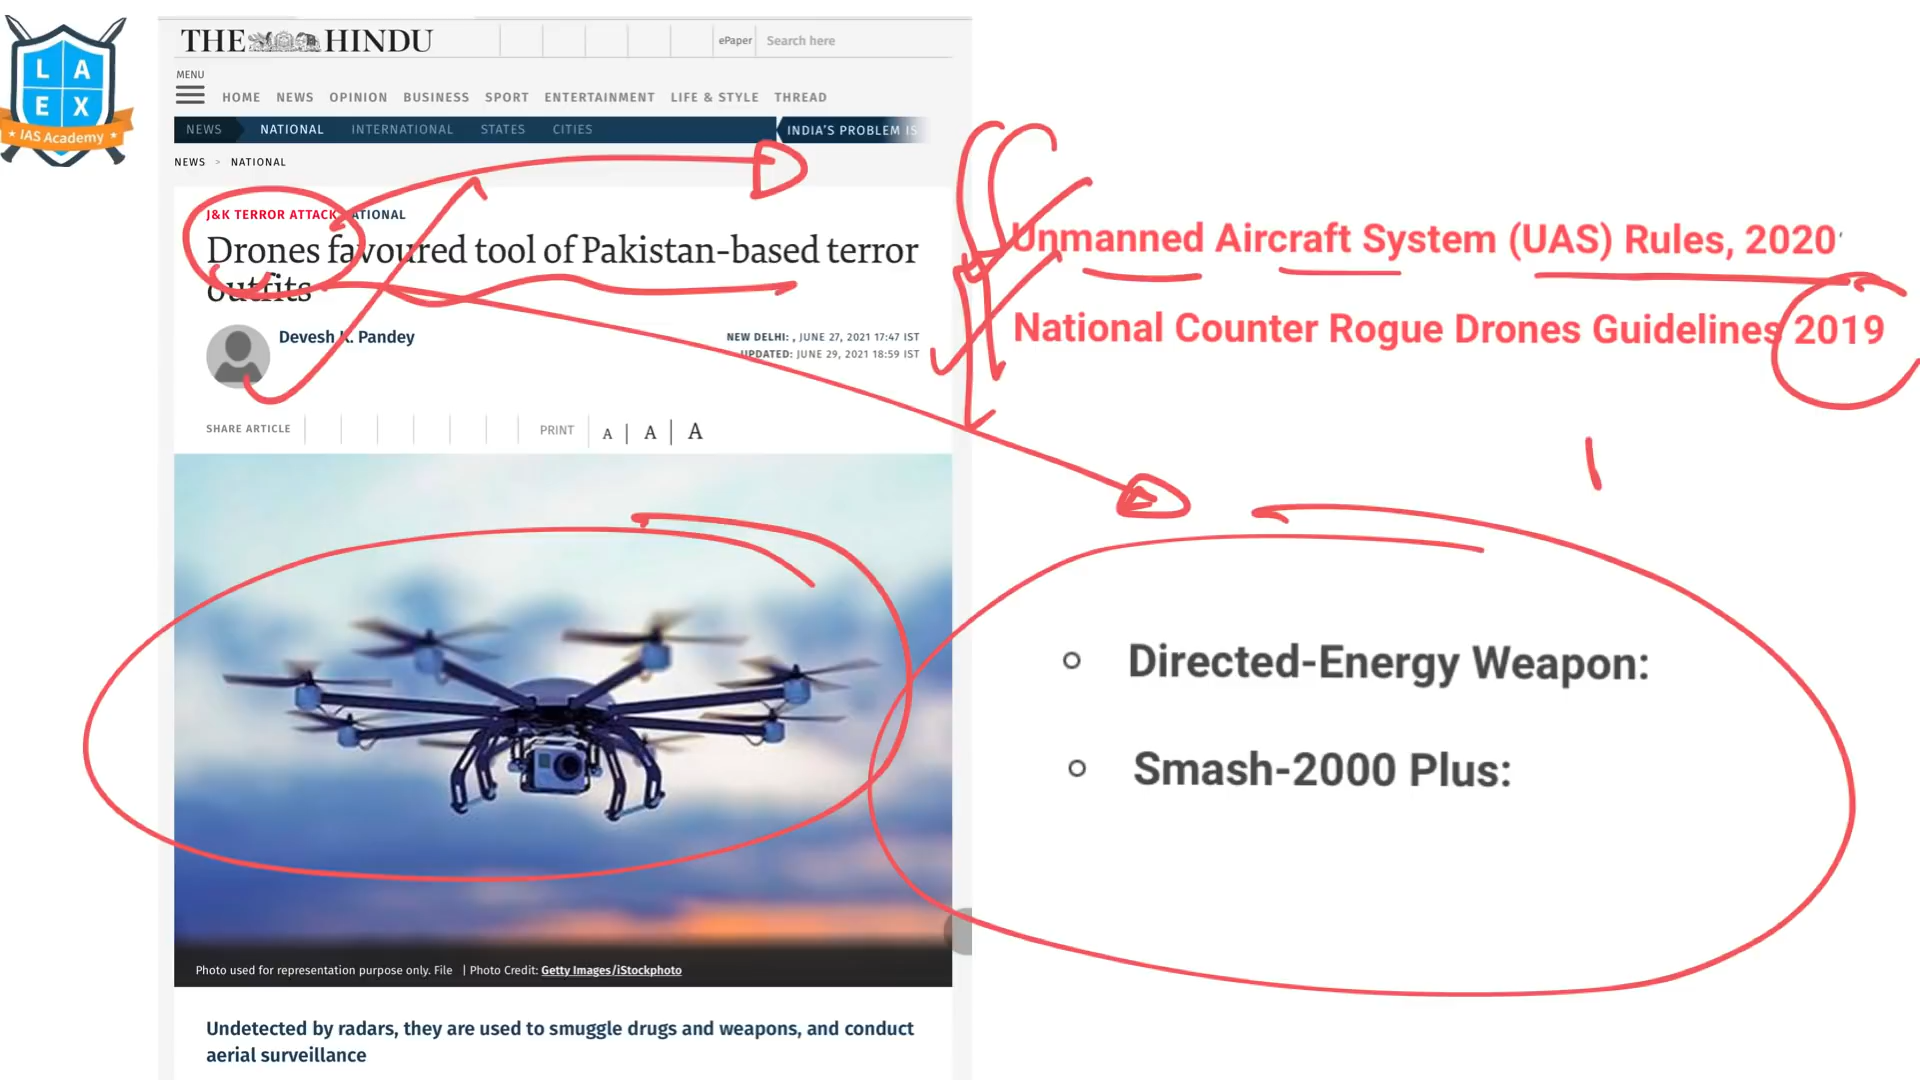 L A
E X
IAS Academy
THE HINDU
ePaper
Search here
MENU
HOME NEWS OPINION BUSINESS SPORT ENTERTAINMENT LIFE & STYLE THREAD
NEWS NATIONAL INTERNATIONAL STATES CITIES
INDIA'S PROBLEM IS
NEWS > NATIONAL
J&K TERROR ATTACK NATIONAL
Drones favoured tool of Pakistan-based terror
outfits
Devesh K. Pandey
NEW DELHI: , JUNE 27, 2021 17:47 IST
UPDATED: JUNE 29, 2021 18:59 IST
SHARE ARTICLE
PRINT
A | A | A
Photo used for representation purpose only. File | Photo Credit: Getty Images/iStockphoto
Undetected by radars, they are used to smuggle drugs and weapons, and conduct
aerial surveillance
Unmanned Aircraft System (UAS) Rules, 2020
National Counter Rogue Drones Guidelines 2019
Directed-Energy Weapon:
Smash-2000 Plus: